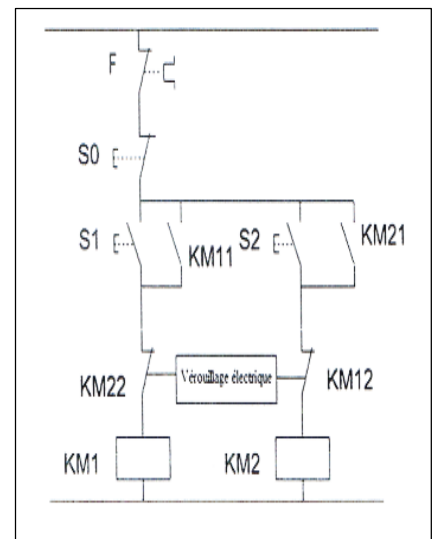 F
S0
S1
KM11
S2
KM21
KM22
Vérouillage électrique
KM12
KM1
KM2